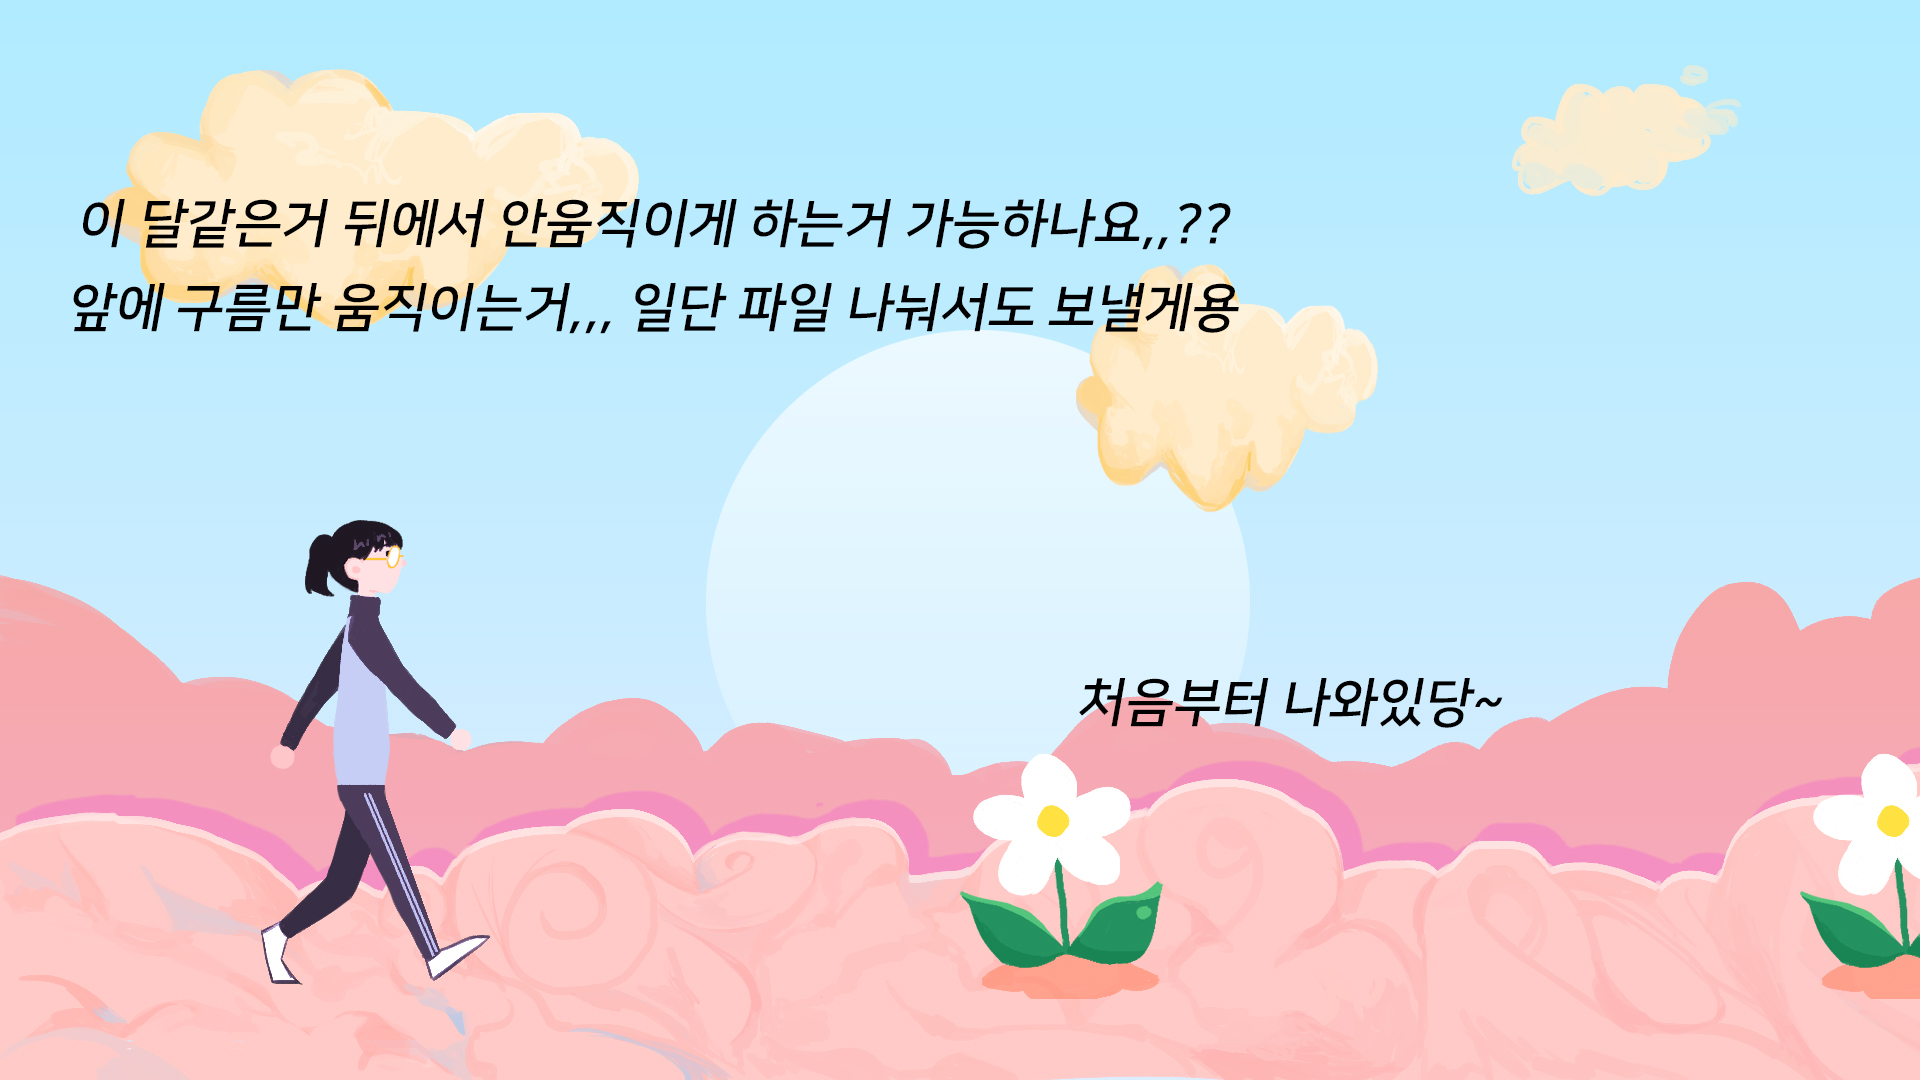 이 달같은거 뒤에서 안움직이게 하는거 가능하나요,,??
앞에 구름만 움직이는거,,, 일단 파일 나눠서도 보낼게용
처음부터 나와있당~